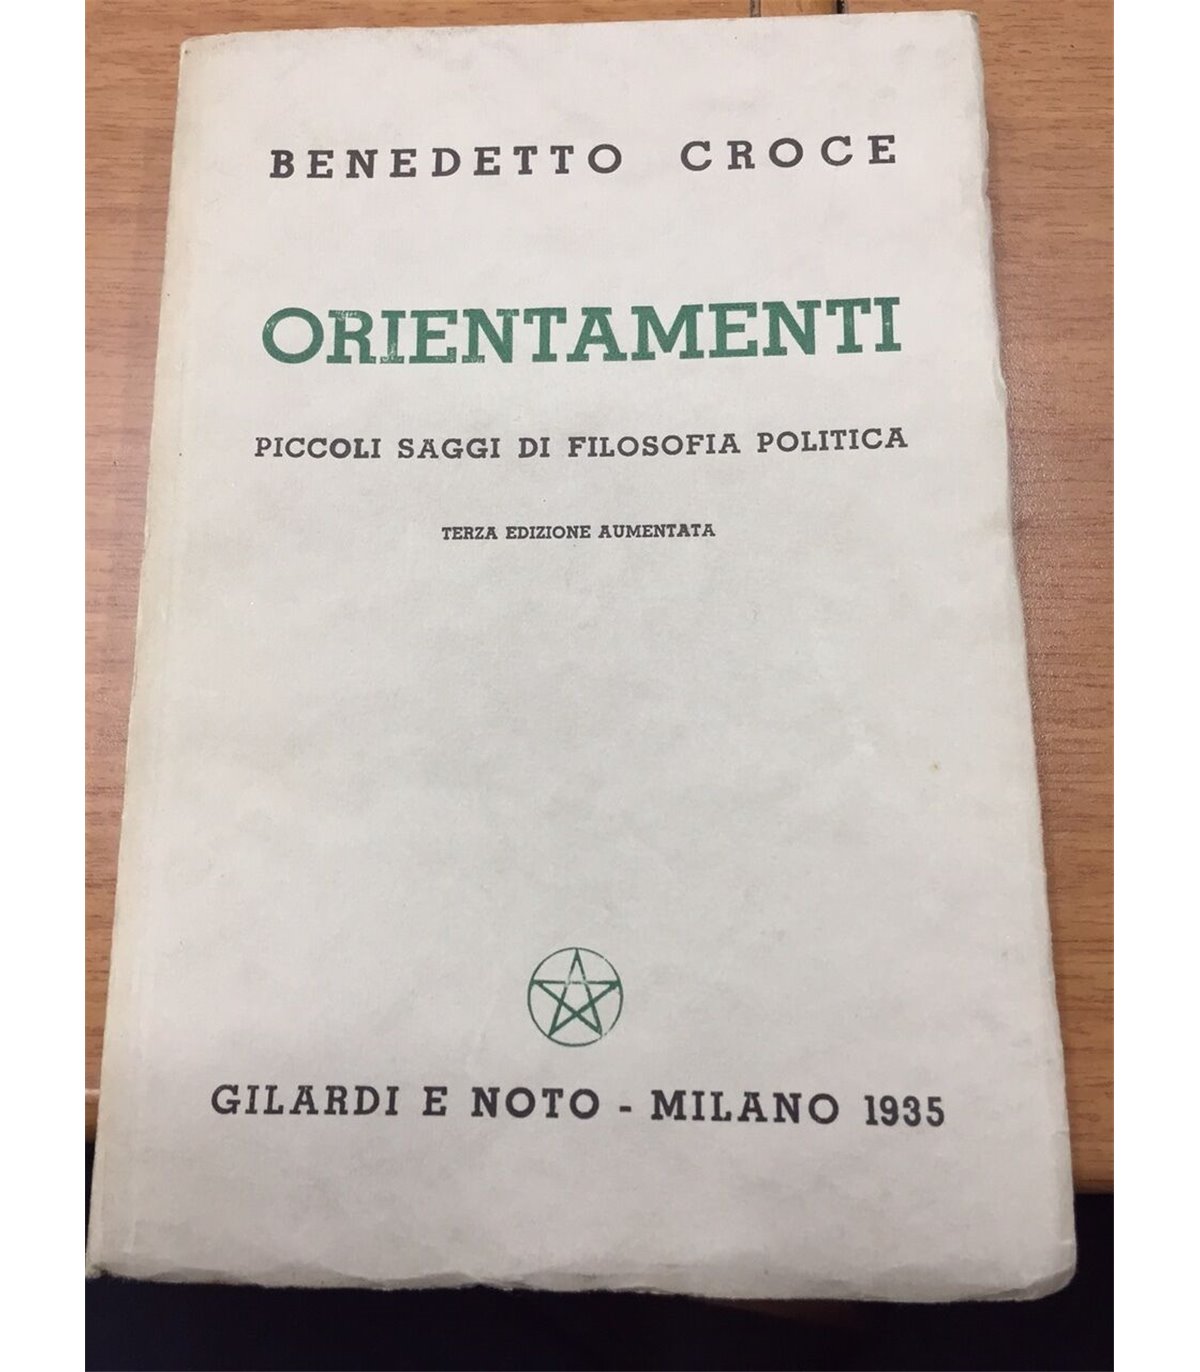 BENEDETTO CROCE
ORIENTAMENTI
PICCOLI SAGGI DI FILOSOFIA POLITICA
TERZA EDIZIONE AUMENTATA
GILARDI E NOTO - MILANO 1935